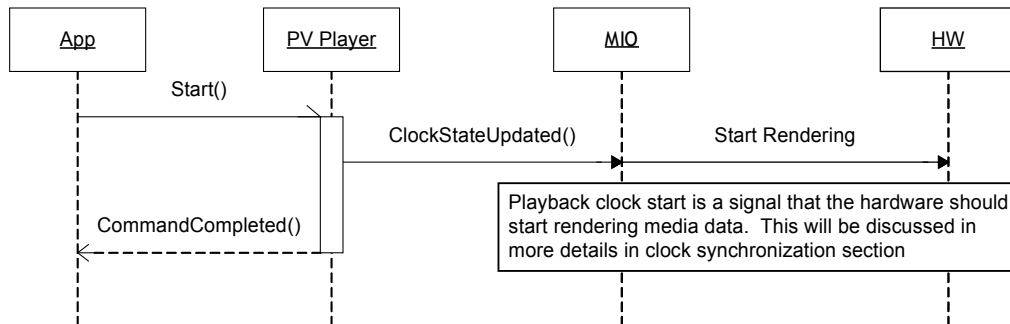 App
PV Player
MIO
HW
Start()
ClockStateUpdated()
Start Rendering
Playback clock start is a signal that the hardware should
start rendering media data.  This will be discussed in
more details in clock synchronization section
CommandCompleted()